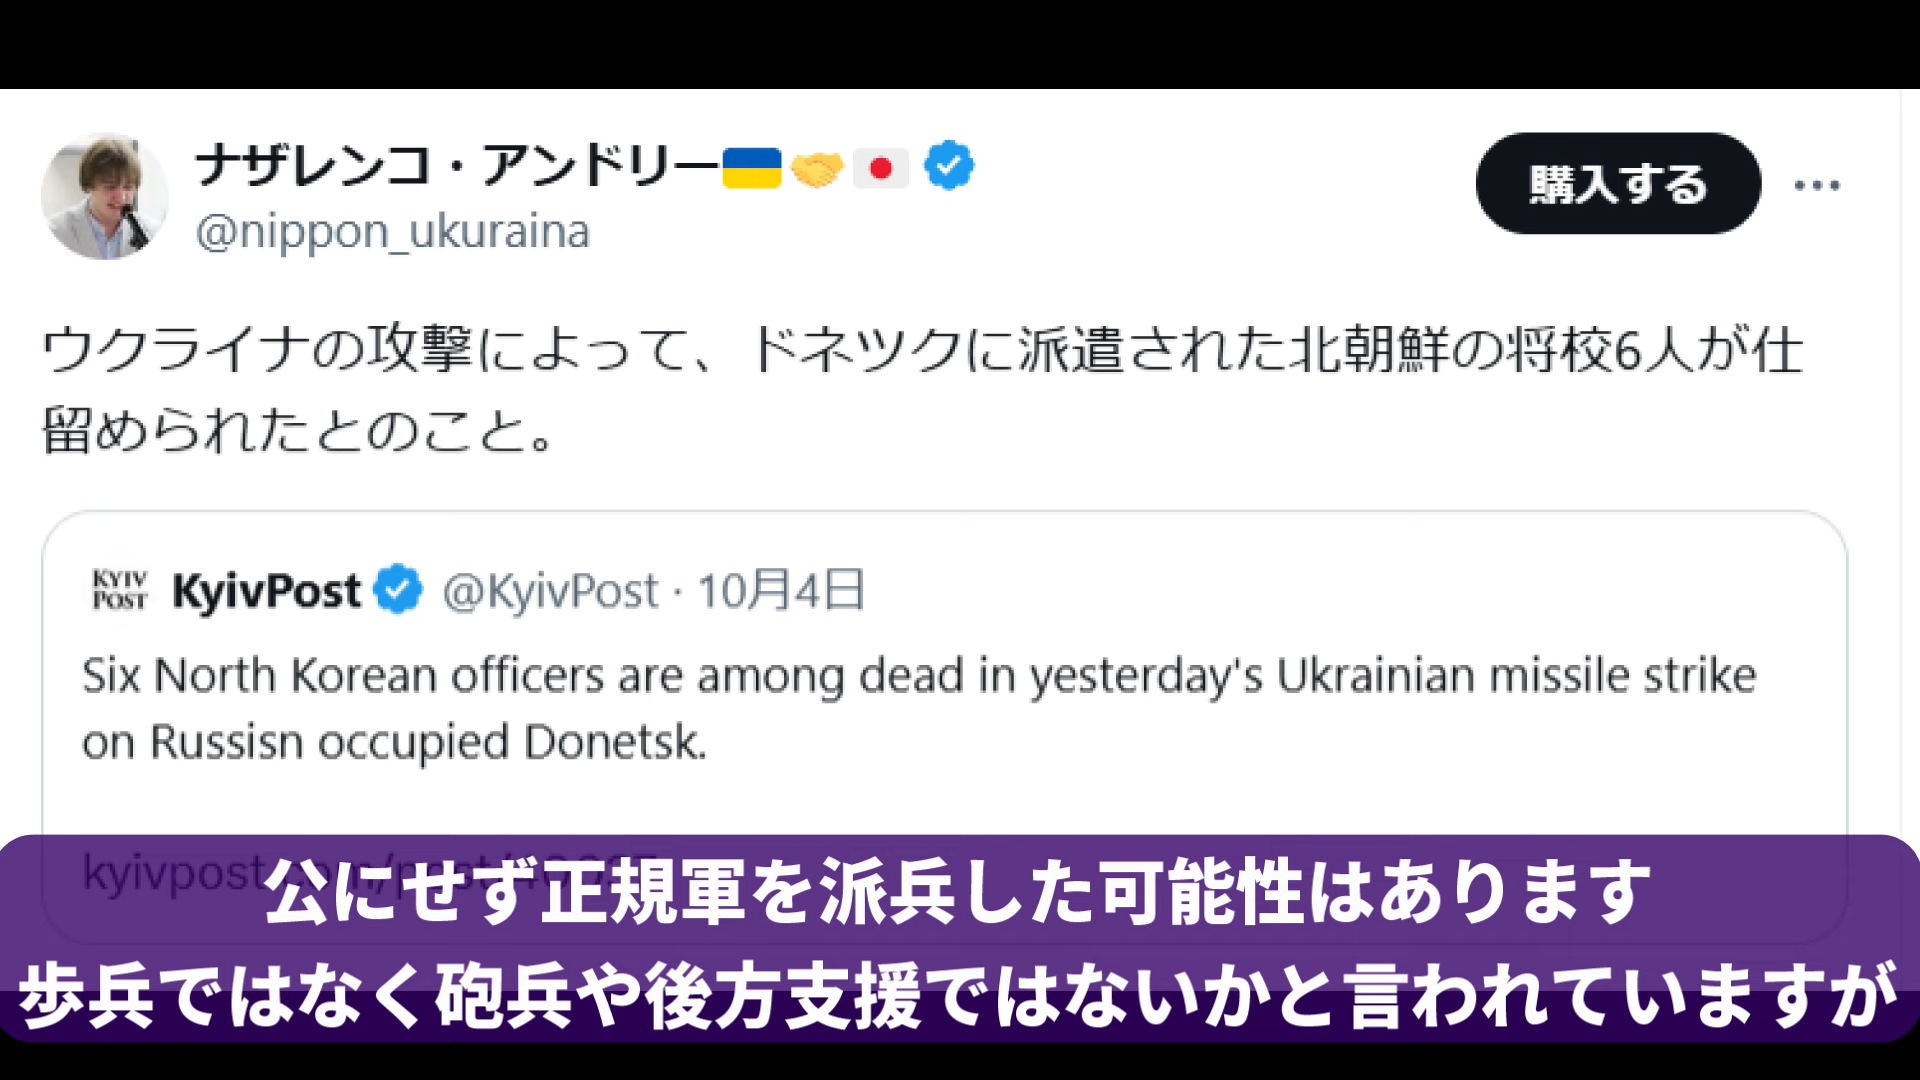 ナザレンコ・アンドリー
@nippon_ukuraina
購入する
ウクライナの攻撃によって、ドネツクに派遣された北朝鮮の将校6人が仕
留められたとのこと。
KYIV
POST
KyivPost @KyivPost · 10月4日
Six North Korean officers are among dead in yesterday's Ukrainian missile strike
on Russisn occupied Donetsk.
公にせず正規軍を派兵した可能性はあります
歩兵ではなく砲兵や後方支援ではないかと言われていますが